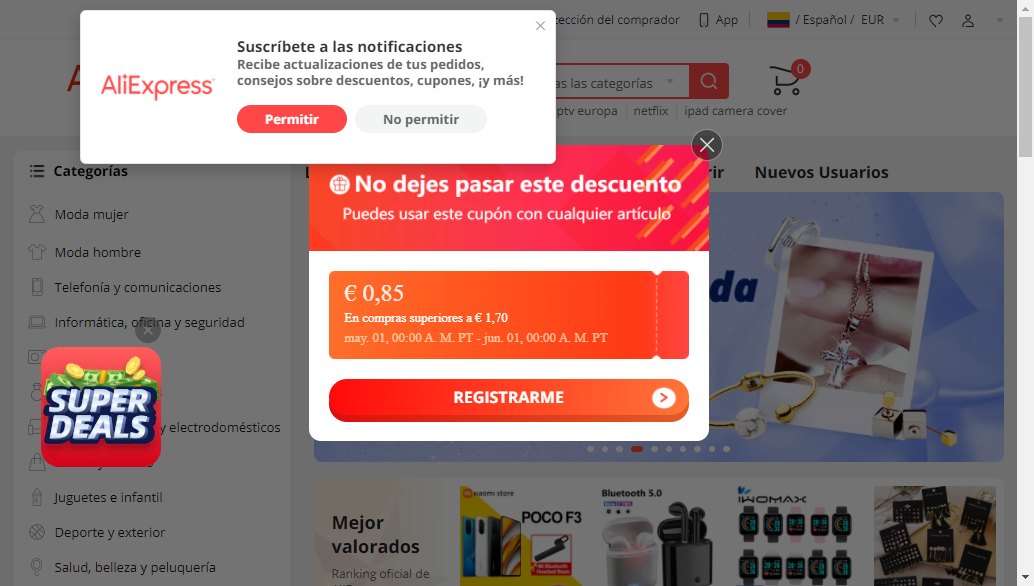 tección del comprador
App
/ Español / EUR
AliExpress
Suscríbete a las notificaciones
Recibe actualizaciones de tus pedidos,
consejos sobre descuentos, cupones, ¡y más!
Permitir
No permitir
as las categorías
0
ptv europa
netflix
ipad camera cover
Categorías
Nuevos Usuarios
Moda mujer
Moda hombre
Telefonía y comunicaciones
Informática, oficina y seguridad
y electrodomésticos
Juguetes e infantil
Deporte y exterior
Salud, belleza y peluquería
SUPER
DEALS
No dejes pasar este descuento
Puedes usar este cupón con cualquier artículo
€ 0,85
En compras superiores a € 1,70
may. 01, 00:00 A. M. PT - jun. 01, 00:00 A. M. PT
REGISTRARME
da
Mejor
valorados
Ranking oficial de
xiaomi store
POCO F3
Bluetooth 5.0
IWOMAX